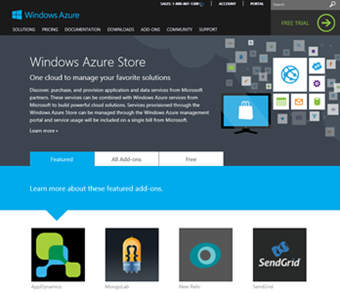 SALES: 1-800-867-1389
ACCOUNT
PORTAL
Search
Windows Azure
SOLUTIONS PRICING DOCUMENTATION DOWNLOADS ADD-ONS COMMUNITY SUPPORT
FREE TRIAL
Windows Azure Store
One cloud to manage your favorite solutions
Discover, purchase, and provision application and data services from Microsoft
partners. These services can be combined with Windows Azure services from
Microsoft to build powerful cloud solutions. Services provisioned through the
Windows Azure Store can be managed through the Windows Azure management
portal and service usage will be included on a single bill from Microsoft.
Learn more ›
Featured
All Add-ons
Free
Learn more about these featured add-ons.
SendGrid
AppDynamics
MongoLab
New Relic
SendGrid